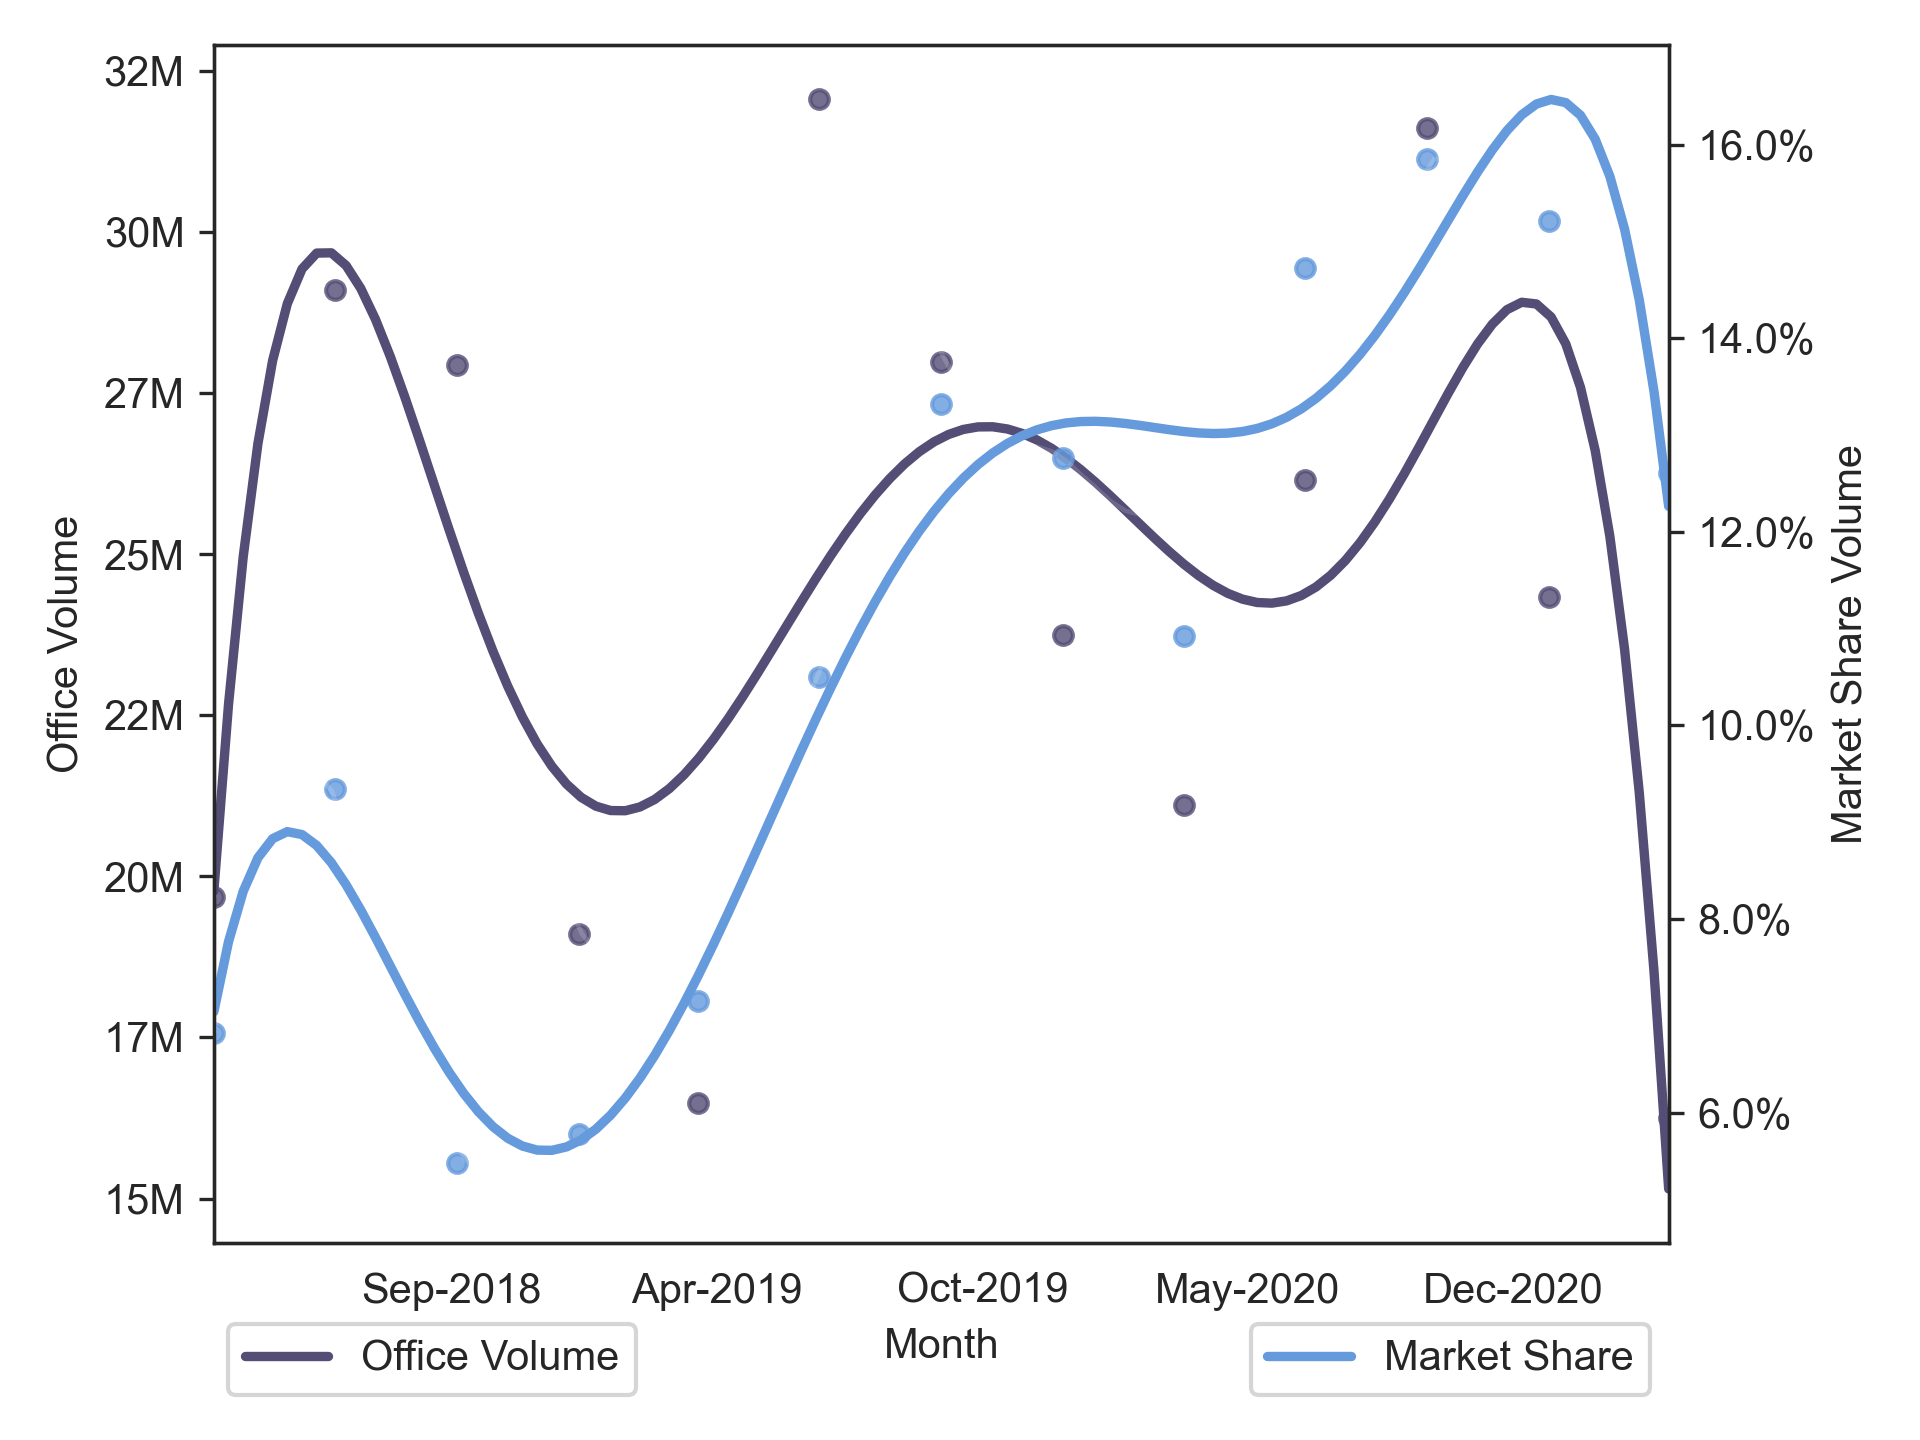 32M
30M
27M
25M
22M
20M
17M
15M
Office Volume
16.0%
14.0%
12.0%
10.0%
8.0%
6.0%
Market Share Volume
Sep-2018
Apr-2019
Oct-2019
May-2020
Dec-2020
Month
Office Volume
Market Share